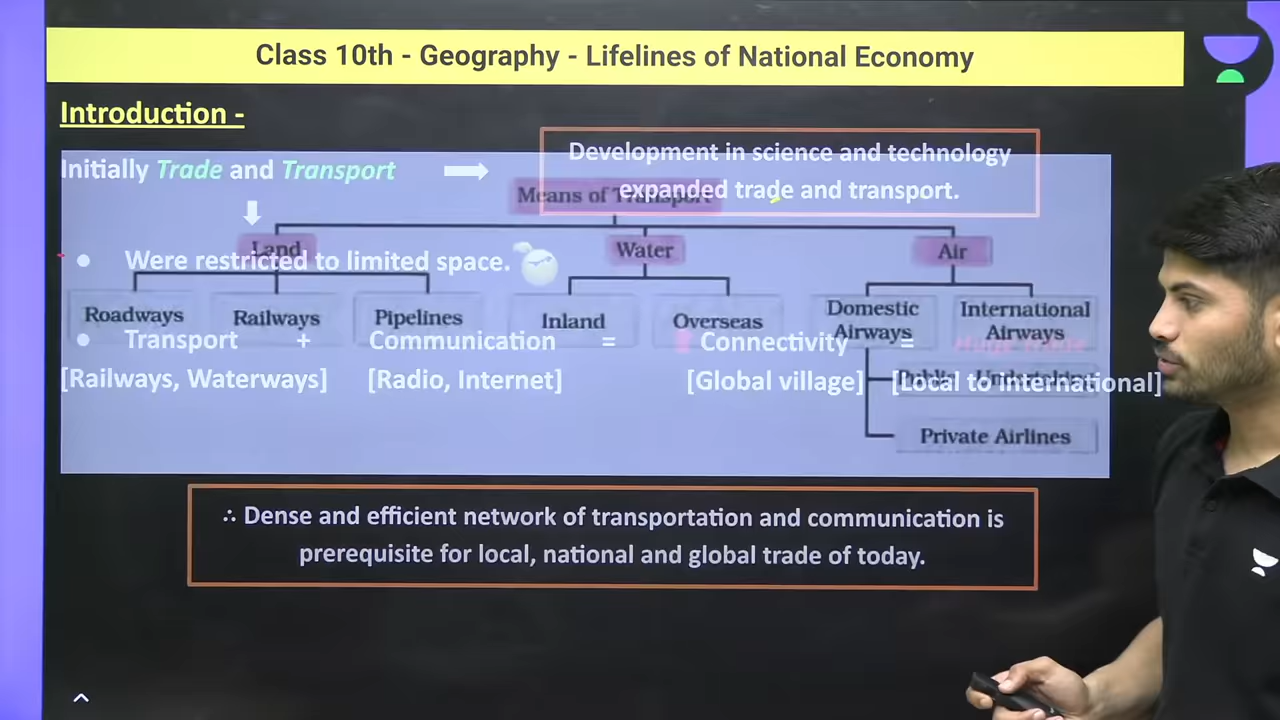 Class 10th - Geography - Lifelines of National Economy
Introduction -
Initially Trade and Transport
Development in science and technology
expanded trade and transport.
Means of Transport
Land
Water
Air
• Were restricted to limited space.
Roadways
Railways
Pipelines
Inland
Overseas
Domestic
Airways
International
Airways
• Transport + Communication = Connectivity =
[Railways, Waterways] [Radio, Internet] [Global village] [Local to international]
Public Undertaking
Private Airlines
∴ Dense and efficient network of transportation and communication is
prerequisite for local, national and global trade of today.